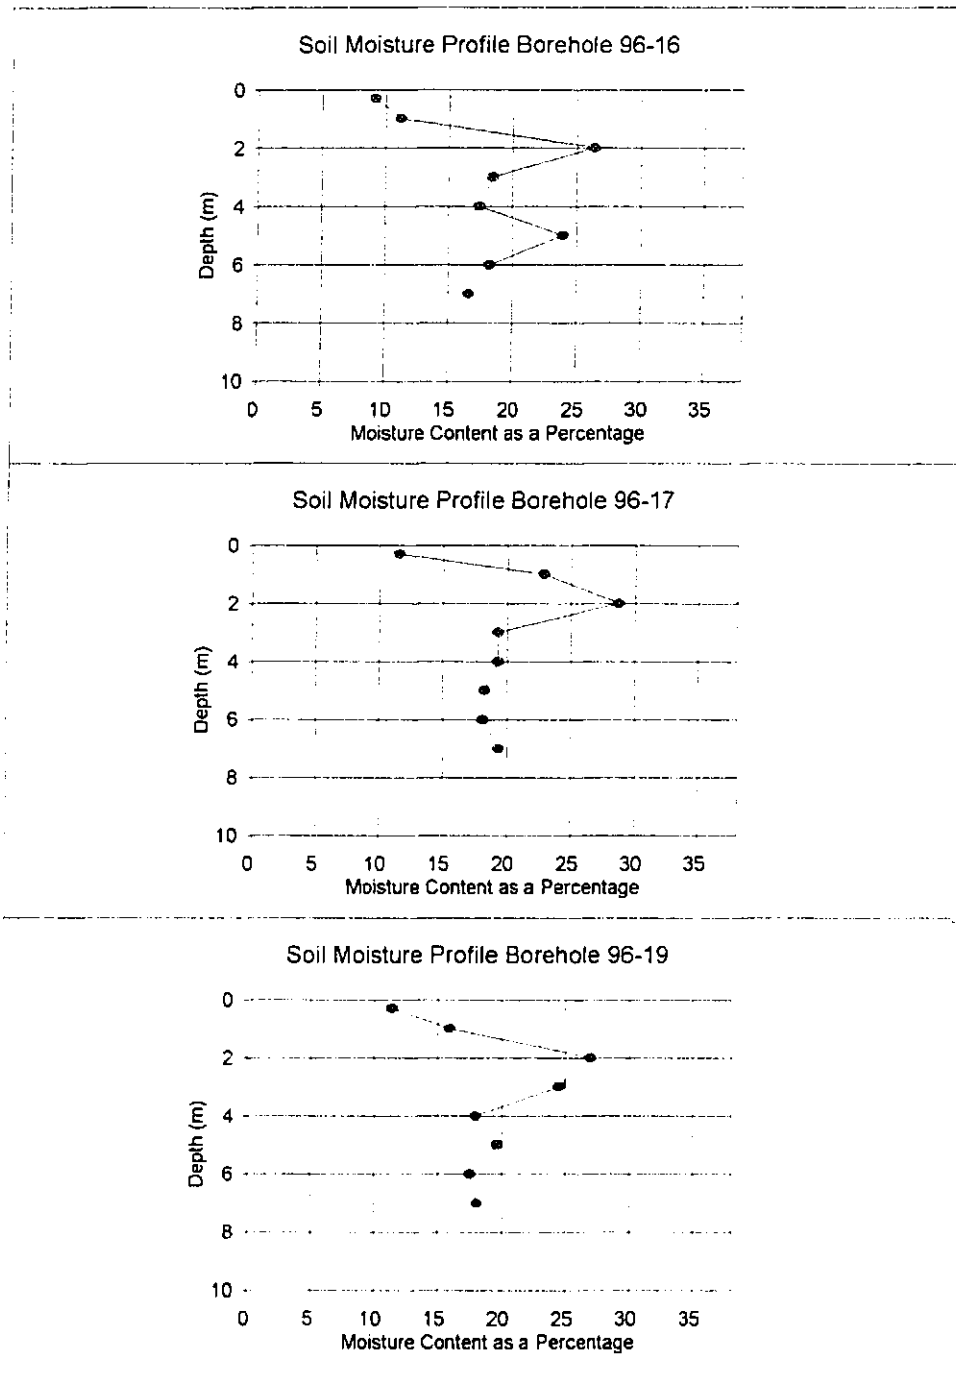 Soil Moisture Profile Borehole 96-16
0
2
4
6
8
10
Depth (m)
0 5 10 15 20 25 30 35
Moisture Content as a Percentage
Soil Moisture Profile Borehole 96-17
0
2
4
6
8
10
Depth (m)
0 5 10 15 20 25 30 35
Moisture Content as a Percentage
Soil Moisture Profile Borehole 96-19
0
2
4
6
8
10
Depth (m)
0 5 10 15 20 25 30 35
Moisture Content as a Percentage